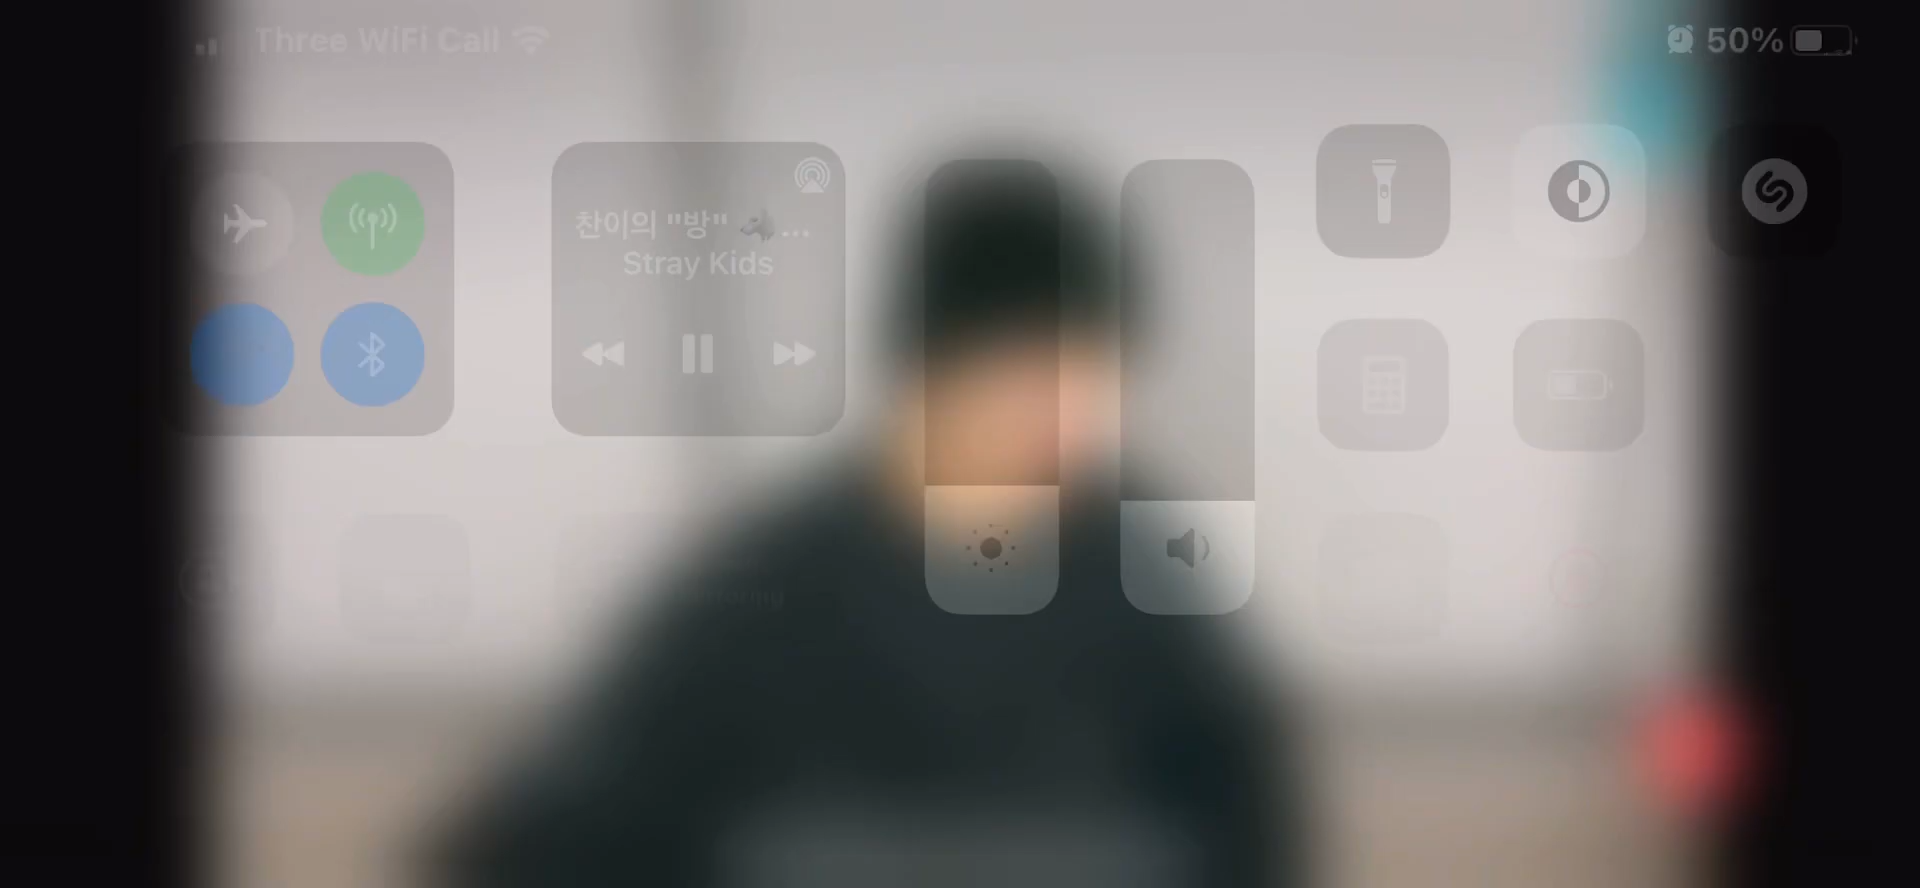 Three WiFi Call
50%
찬이의 "방" 🐺...
Stray Kids